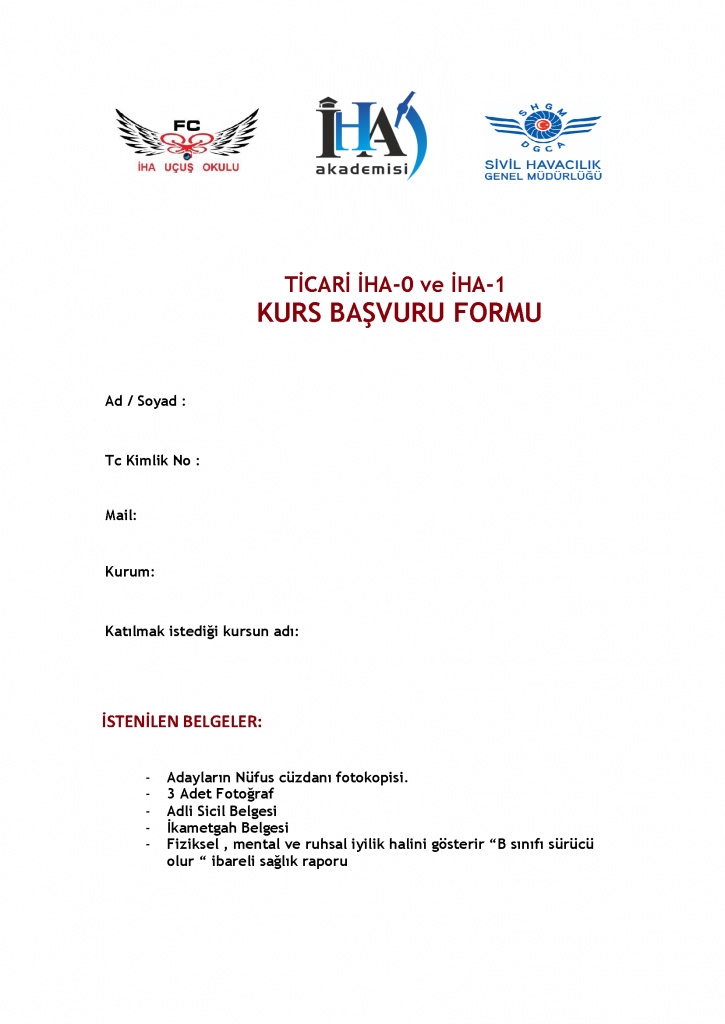 FC
İHA UÇUŞ OKULU
İHA
akademisi
SHGM
DGCA
SİVİL HAVACILIK
GENEL MÜDÜRLÜĞÜ
TİCARİ İHA-0 ve İHA-1
KURS BAŞVURU FORMU
Ad / Soyad :
Tc Kimlik No :
Mail:
Kurum:
Katılmak istediği kursun adı:
İSTENİLEN BELGELER:
- Adayların Nüfus cüzdanı fotokopisi.
- 3 Adet Fotoğraf
- Adli Sicil Belgesi
- İkametgah Belgesi
- Fiziksel , mental ve ruhsal iyilik halini gösterir “B sınıfı sürücü
olur “ ibareli sağlık raporu